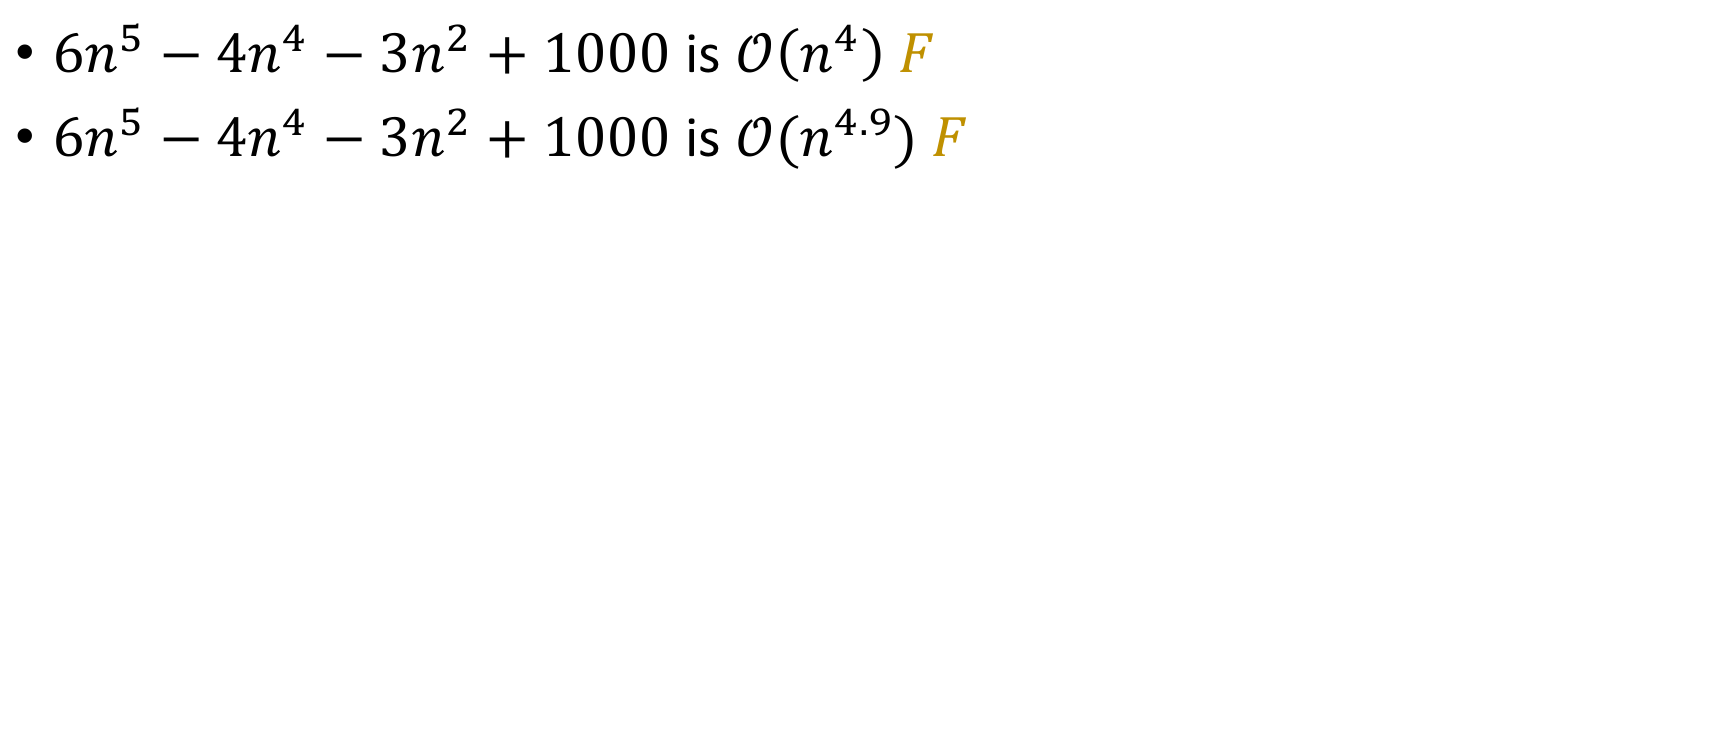 • 6n⁵ − 4n⁴ − 3n² + 1000 is 𝒪(n⁴) F
• 6n⁵ − 4n⁴ − 3n² + 1000 is 𝒪(n⁴·⁹) F